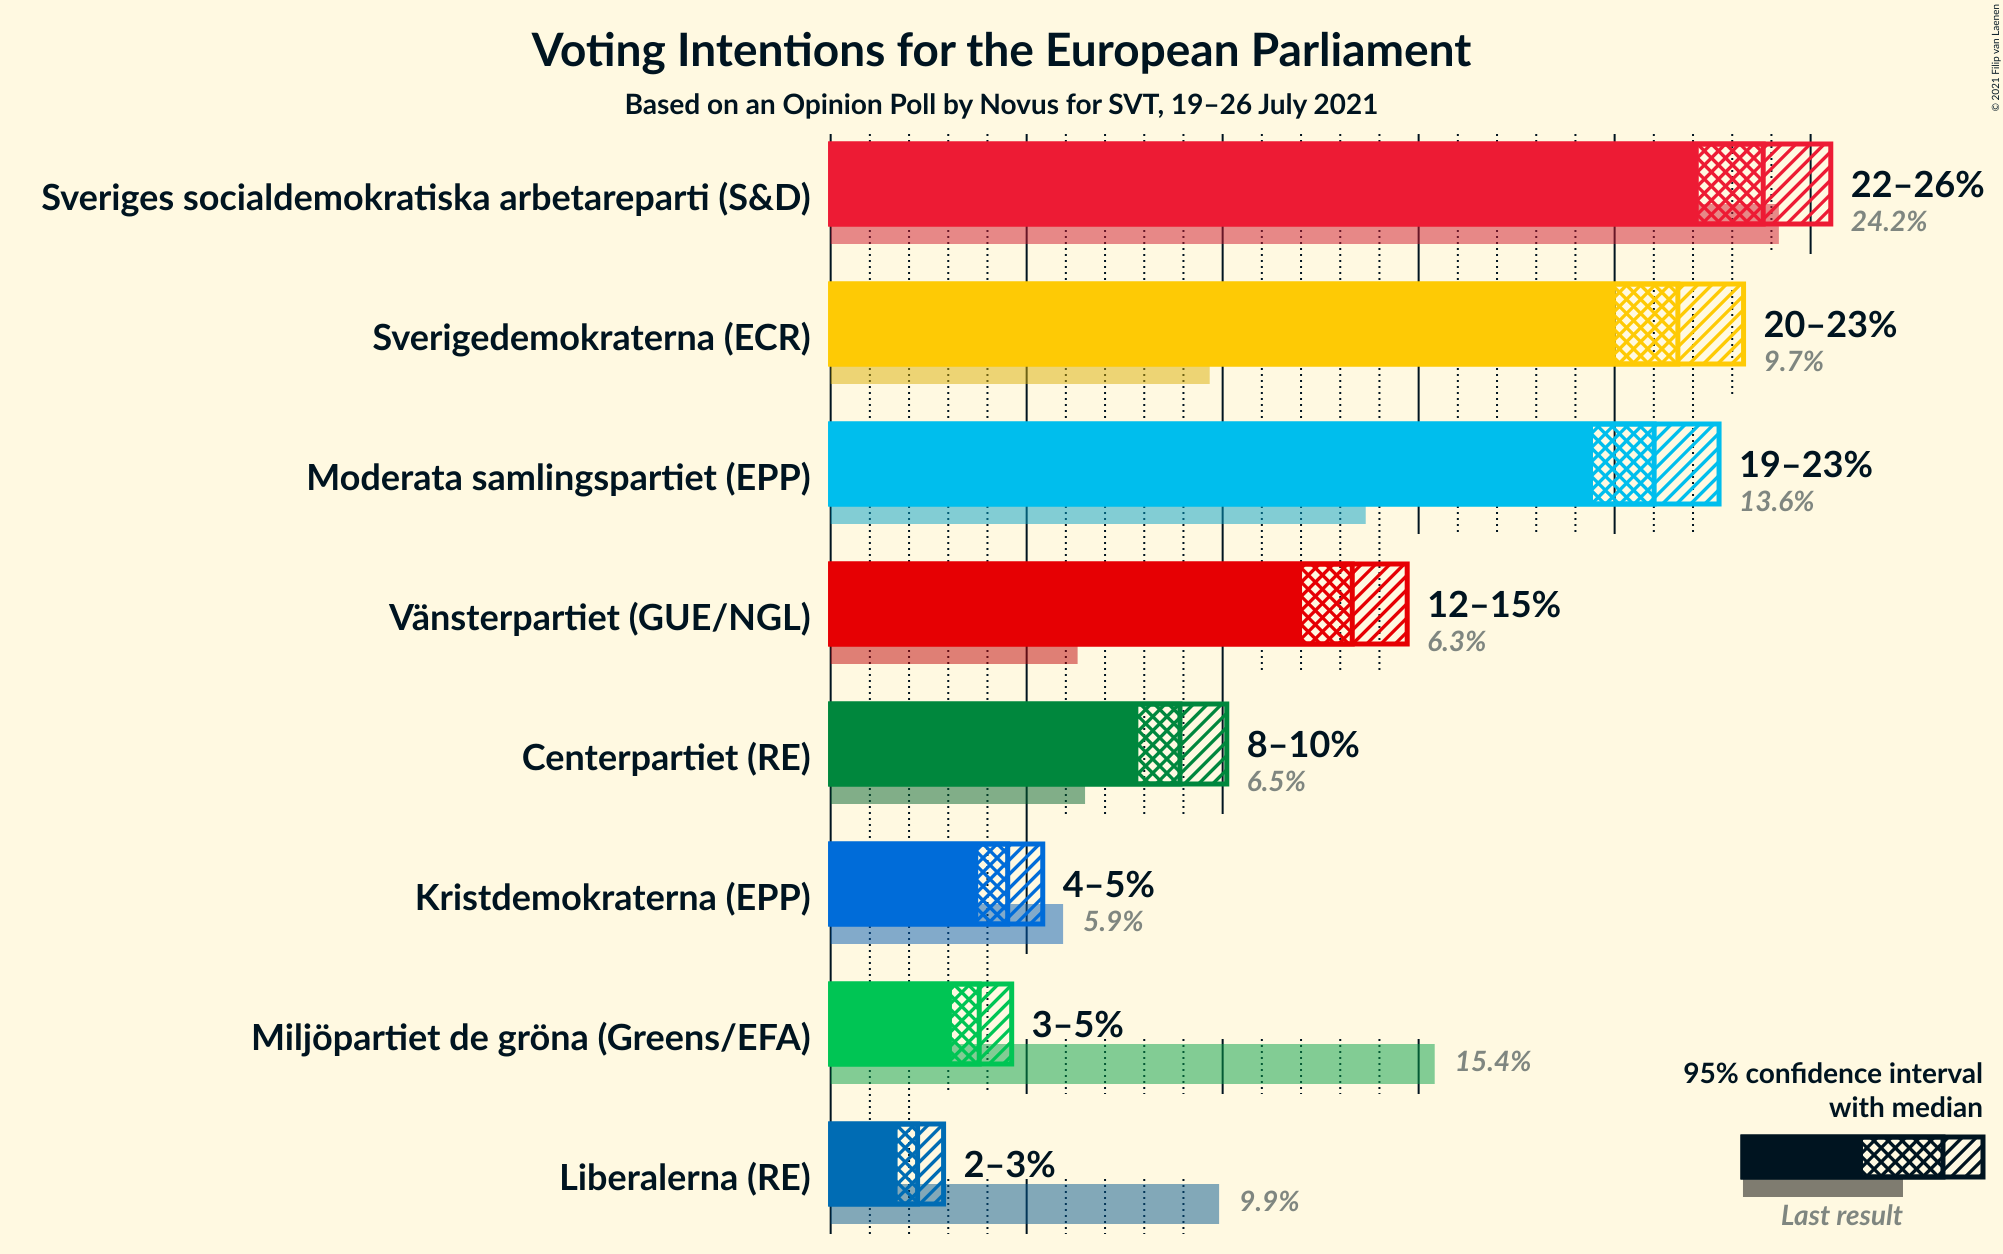 Voting Intentions for the European Parliament
Based on an Opinion Poll by Novus for SVT, 19–26 July 2021
© 2021 Filip van Laenen
Sveriges socialdemokratiska arbetareparti (S&D)
22–26%
24.2%
Sverigedemokraterna (ECR)
20–23%
9.7%
Moderata samlingspartiet (EPP)
19–23%
13.6%
Vänsterpartiet (GUE/NGL)
12–15%
6.3%
Centerpartiet (RE)
8–10%
6.5%
Kristdemokraterna (EPP)
4–5%
5.9%
Miljöpartiet de gröna (Greens/EFA)
3–5%
15.4%
Liberalerna (RE)
2–3%
9.9%
95% confidence interval
with median
Last result